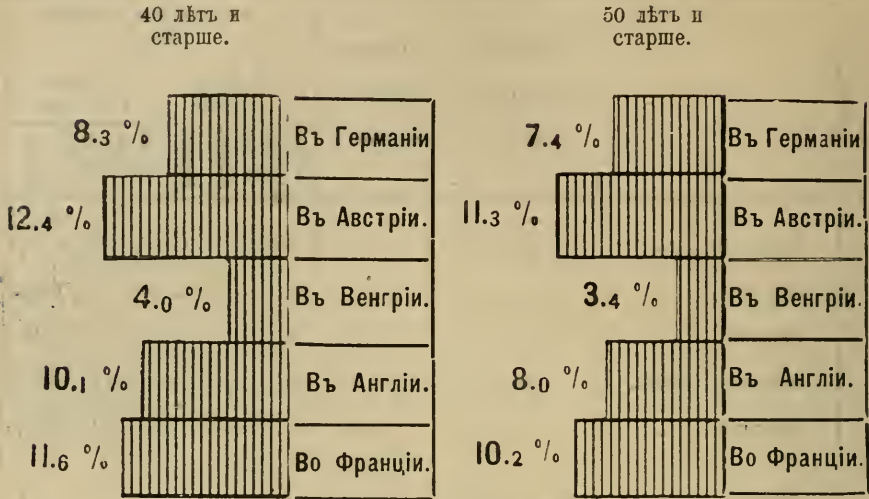 40 лѣтъ и
старше.
8.3 %
Въ Германіи
12.4 %
Въ Австріи.
4.0 %
Въ Венгріи.
10.1 %
Въ Англіи.
11.6 %
Во Франціи.
50 лѣтъ и
старше.
7.4 %
Въ Германіи
11.3 %
Въ Австріи.
3.4 %
Въ Венгріи.
8.0 %
Въ Англіи.
10.2 %
Во Франціи.